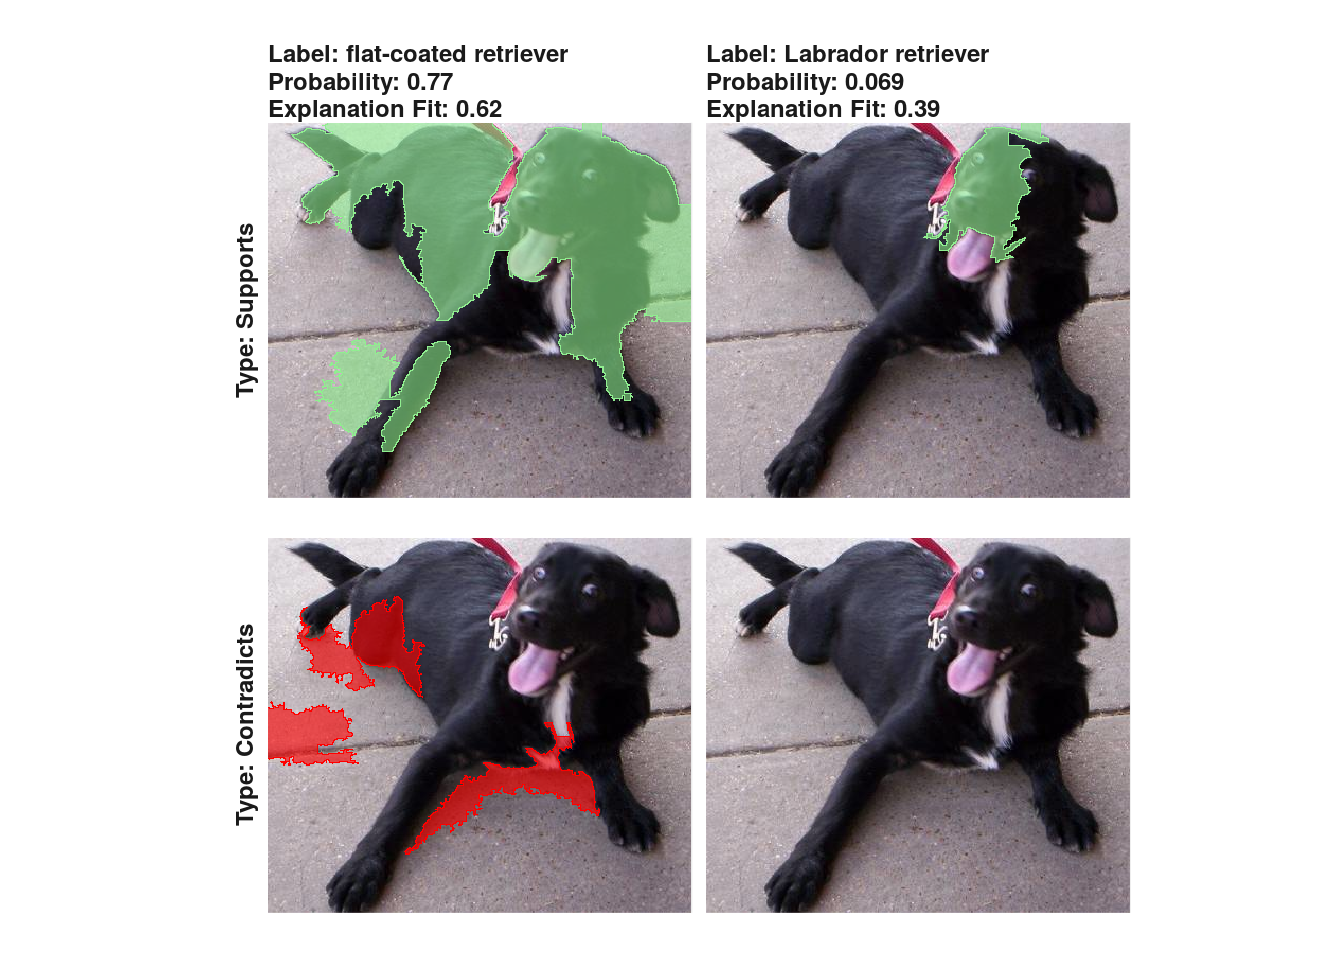 Label: flat-coated retriever
Probability: 0.77
Explanation Fit: 0.62
Label: Labrador retriever
Probability: 0.069
Explanation Fit: 0.39
Type: Supports
Type: Contradicts